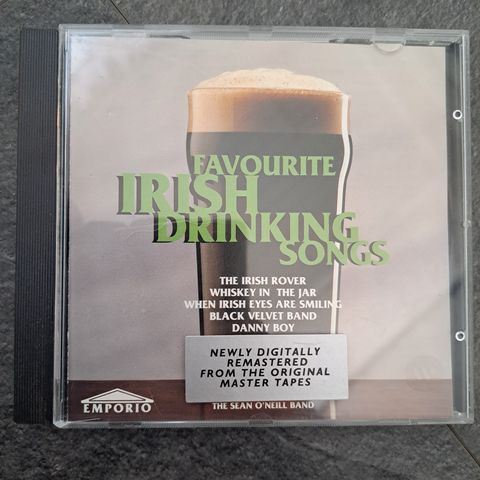 FAVOURITE
IRISH
DRINKING
SONGS
THE IRISH ROVER
WHISKEY IN THE JAR
WHEN IRISH EYES ARE SMILING
BLACK VELVET BAND
DANNY BOY
NEWLY DIGITALLY
REMASTERED
FROM THE ORIGINAL
MASTER TAPES
EMPORIO
THE SEAN O'NEILL BAND